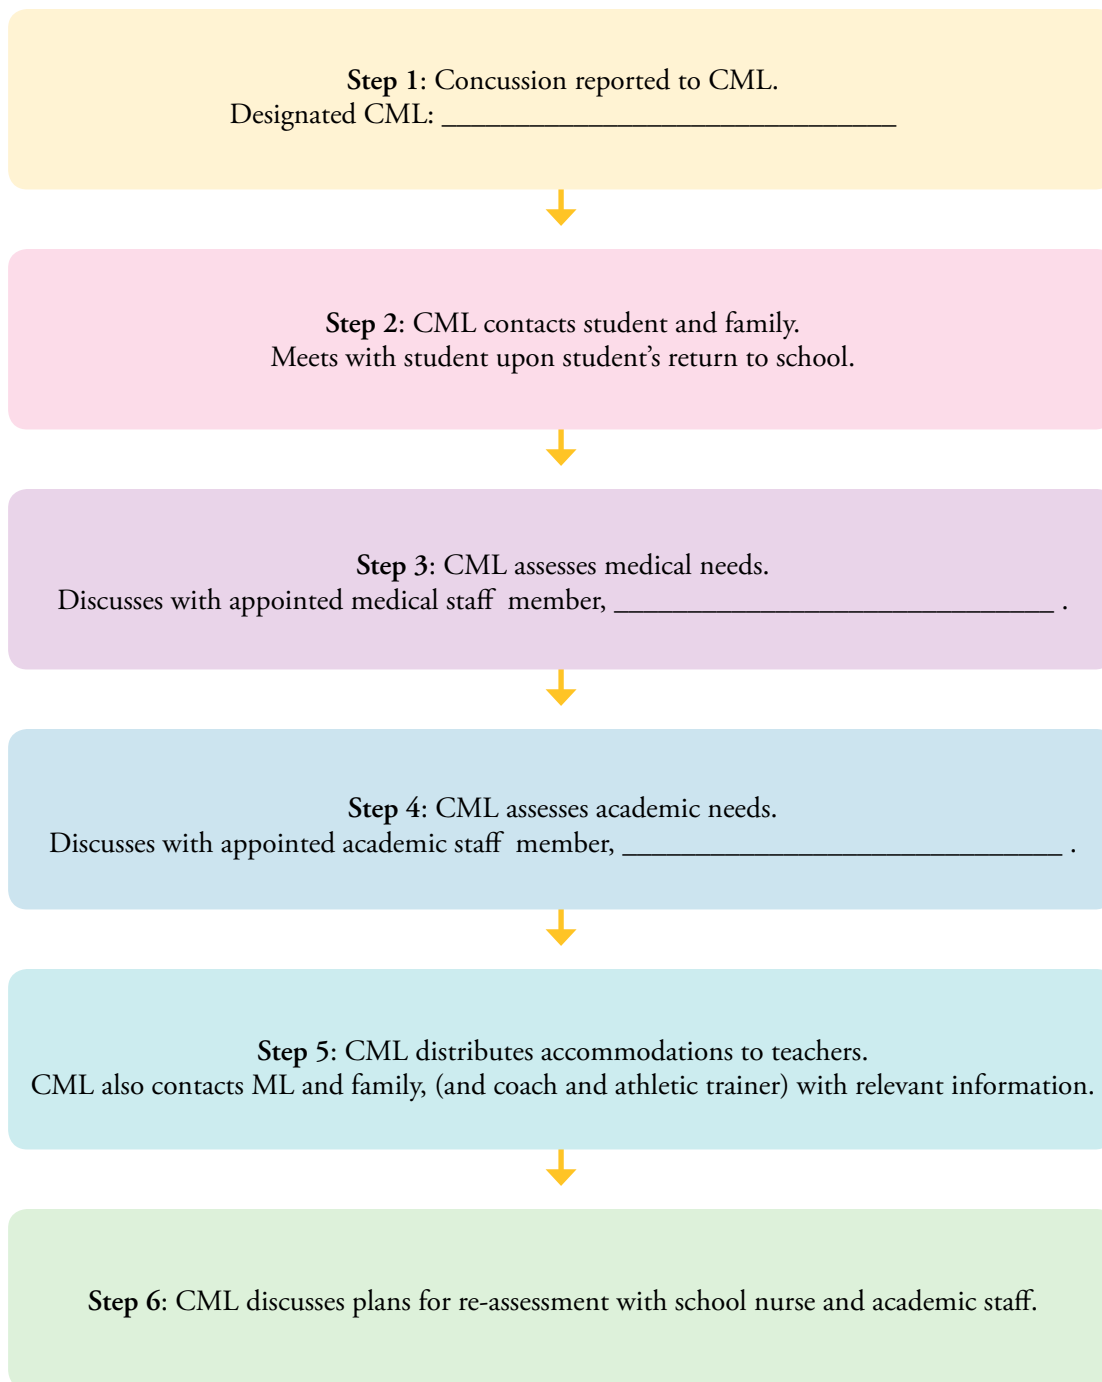 Step 1: Concussion reported to CML.
Designated CML: _______________________________
Step 2: CML contacts student and family.
Meets with student upon student’s return to school.
Step 3: CML assesses medical needs.
Discusses with appointed medical staff member, ______________________________ .
Step 4: CML assesses academic needs.
Discusses with appointed academic staff member, ______________________________ .
Step 5: CML distributes accommodations to teachers.
CML also contacts ML and family, (and coach and athletic trainer) with relevant information.
Step 6: CML discusses plans for re-assessment with school nurse and academic staff.